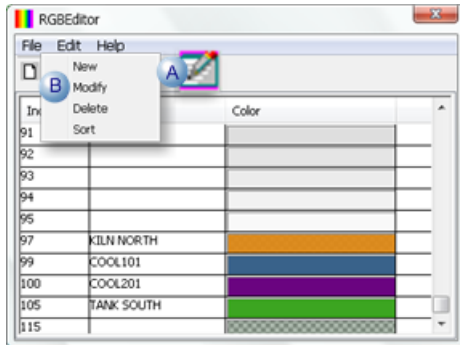 RGBEditor
File Edit Help
New
A
B Modify
Delete
Sort
In
Color
91
92
93
94
95
97 KILN NORTH
99 COOL101
100 COOL201
105 TANK SOUTH
115